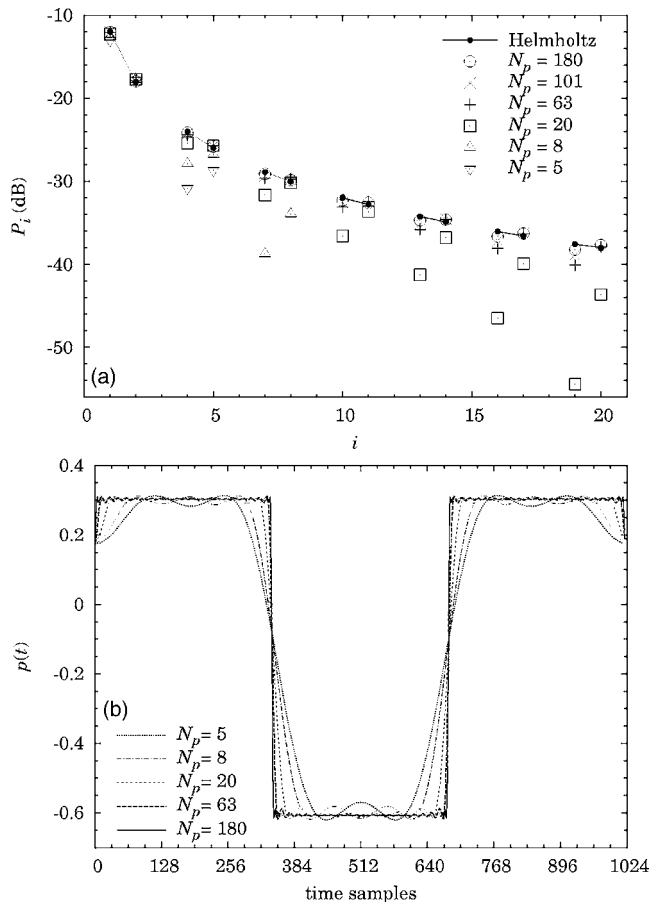 -10
-20
-30
-40
-50
P_i (dB)
Helmholtz
N_p = 180
N_p = 101
N_p = 63
N_p = 20
N_p = 8
N_p = 5
(a)
0 5 10 15 20
i
0.4
0.2
0
-0.2
-0.4
-0.6
p(t)
(b)
N_p = 5
N_p = 8
N_p = 20
N_p = 63
N_p = 180
0 128 256 384 512 640 768 896 1024
time samples